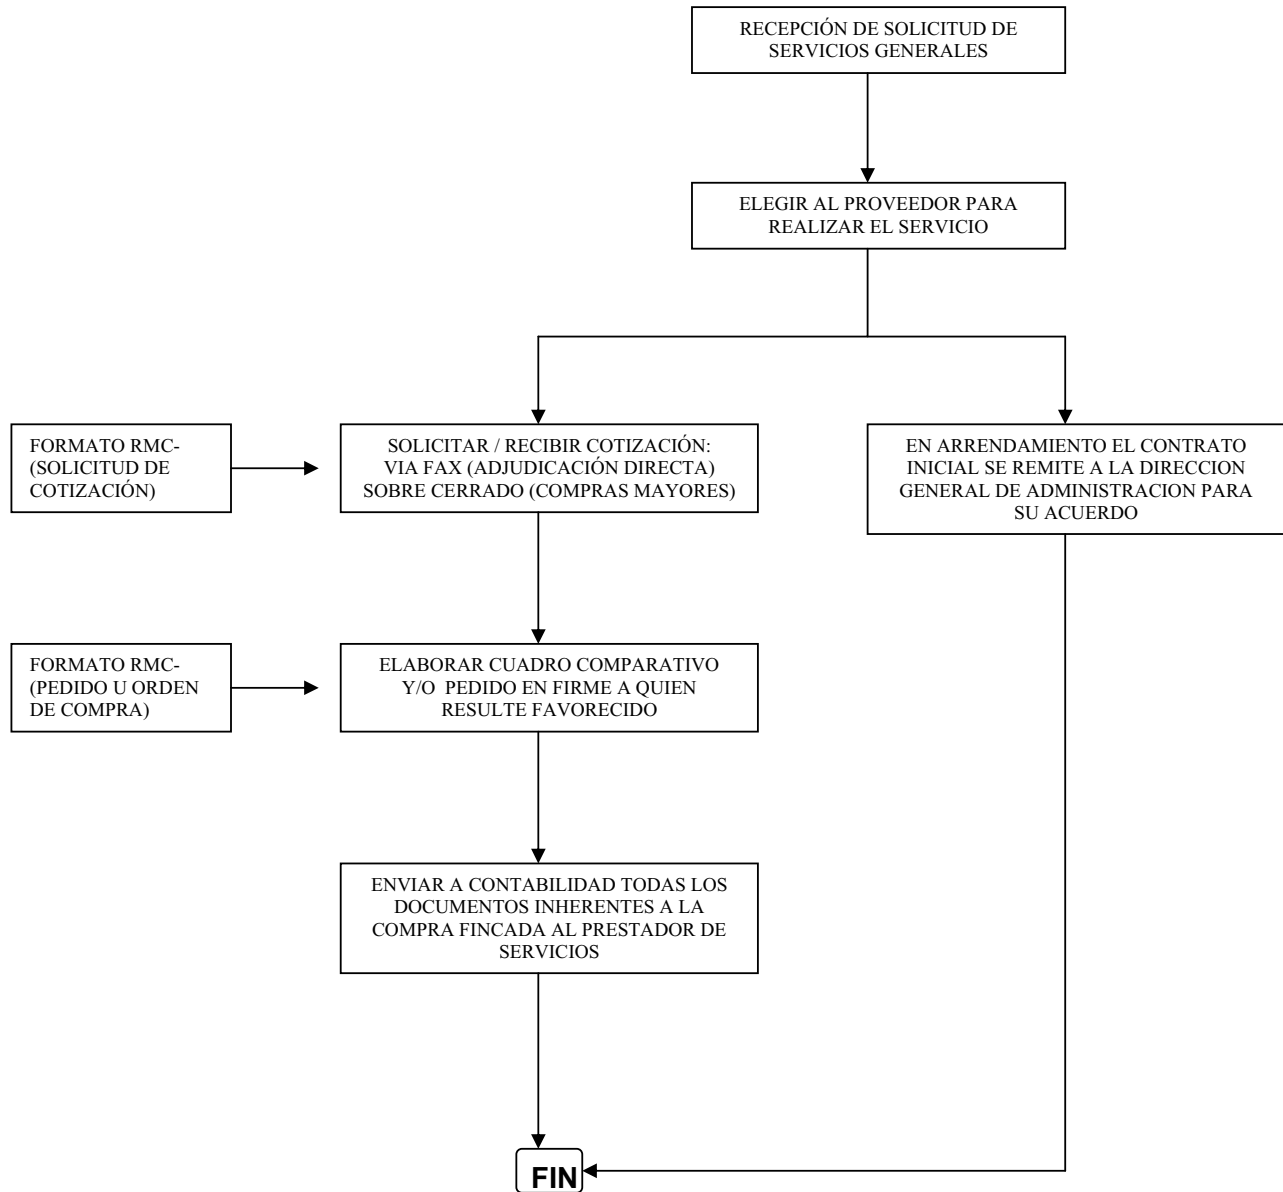 RECEPCIÓN DE SOLICITUD DE
SERVICIOS GENERALES
ELEGIR AL PROVEEDOR PARA
REALIZAR EL SERVICIO
FORMATO RMC-
(SOLICITUD DE
COTIZACIÓN)
SOLICITAR / RECIBIR COTIZACIÓN:
VIA FAX (ADJUDICACIÓN DIRECTA)
SOBRE CERRADO (COMPRAS MAYORES)
EN ARRENDAMIENTO EL CONTRATO
INICIAL SE REMITE A LA DIRECCION
GENERAL DE ADMINISTRACION PARA
SU ACUERDO
FORMATO RMC-
(PEDIDO U ORDEN
DE COMPRA)
ELABORAR CUADRO COMPARATIVO
Y/O PEDIDO EN FIRME A QUIEN
RESULTE FAVORECIDO
ENVIAR A CONTABILIDAD TODAS LOS
DOCUMENTOS INHERENTES A LA
COMPRA FINCADA AL PRESTADOR DE
SERVICIOS
FIN